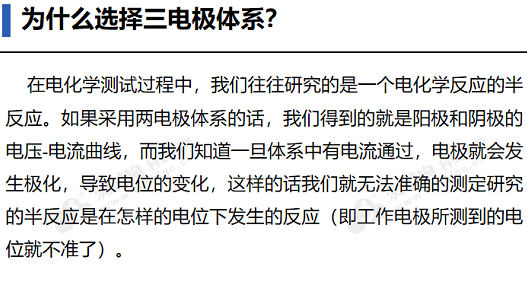 为什么选择三电极体系？
在电化学测试过程中，我们往往研究的是一个电化学反应的半
反应。如果采用两电极体系的话，我们得到的就是阳极和阴极的
电压-电流曲线，而我们知道一旦体系中有电流通过，电极就会发
生极化，导致电位的变化，这样的话我们就无法准确的测定研究
的半反应是在怎样的电位下发生的反应（即工作电极所测到的电
位就不准了）。